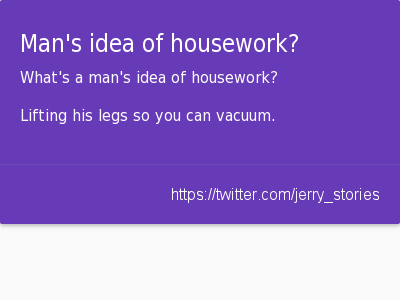 Man's idea of housework?
What's a man's idea of housework?
Lifting his legs so you can vacuum.
https://twitter.com/jerry_stories